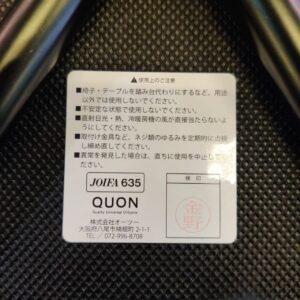 ⚠使用上のご注意
■椅子・テーブルを踏み台代わりにするなど、用途
以外では使用しないでください。
■不安定な状態で使用しないでください。
■直射日光・熱、冷暖房機の風が直接当たらないよ
うにしてください。
■取付け金具など、ネジ類のゆるみを定期的に点検
し締め直してください。
■異常を発見した場合は、直ちに使用を中止して
ください。
JOIFA 635
検印
QUON
Quality Universal Onlyone
金野
株式会社オーツー
大阪府八尾市楠根町2-1-1
TEL／072-996-8708